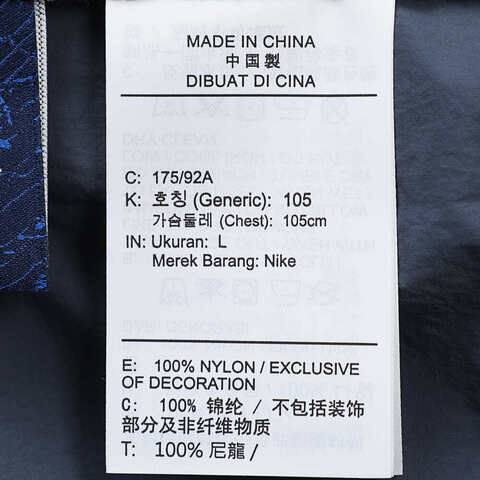 MADE IN CHINA
中国製
DIBUAT DI CINA
C: 175/92A
K: 호칭 (Generic): 105
가슴둘레 (Chest): 105cm
IN: Ukuran: L
Merek Barang: Nike
E: 100% NYLON / EXCLUSIVE
OF DECORATION
C: 100% 锦纶 / 不包括装饰
部分及非纤维物质
T: 100% 尼龍 /